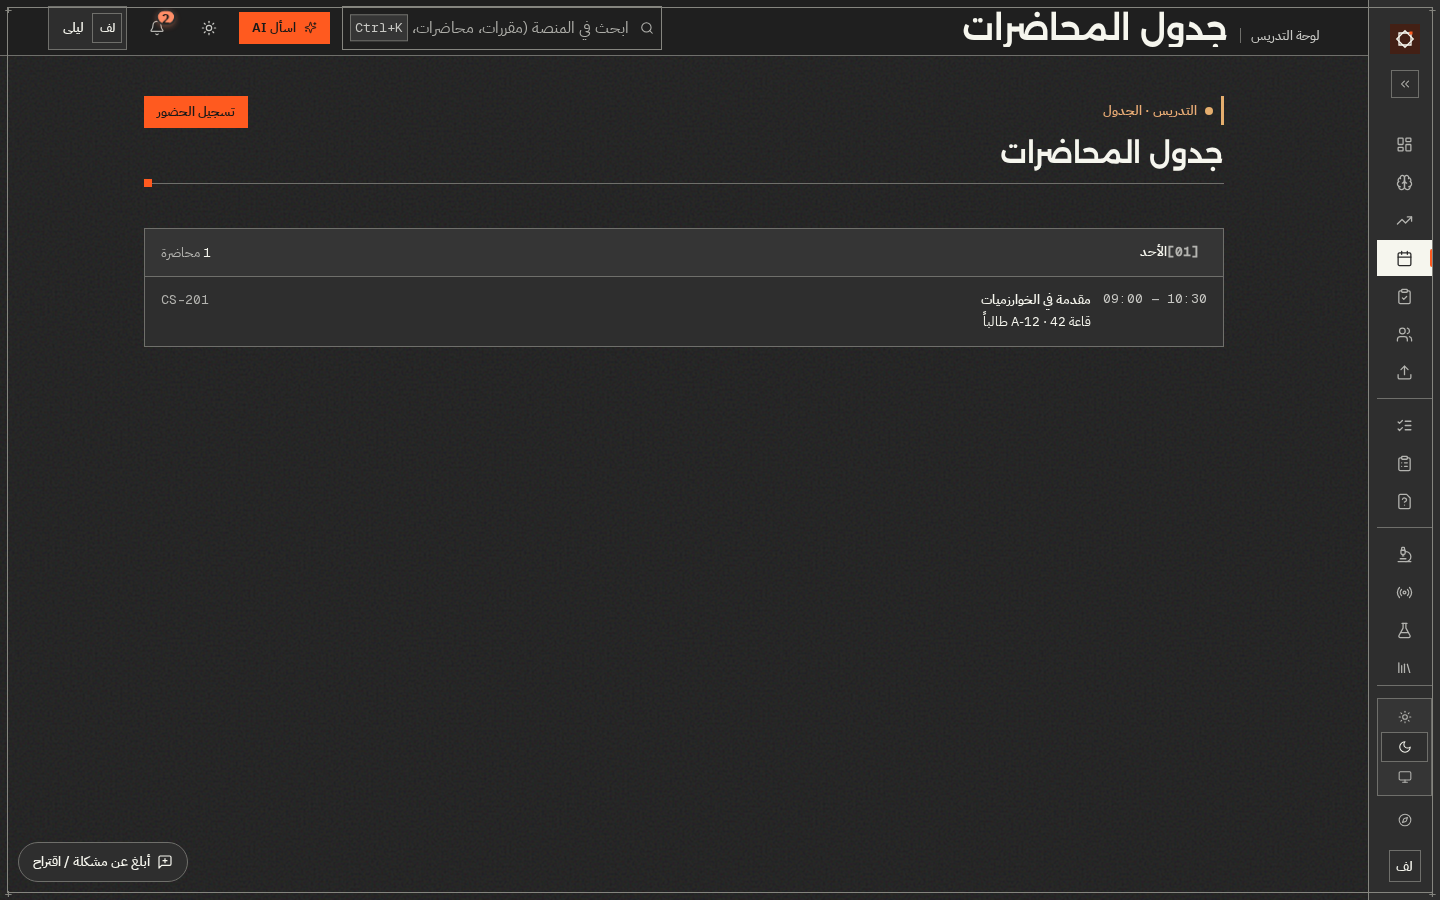 لوحة التدريس
جدول المحاضرات
ابحث في المنصة (مقررات، محاضرات، Ctrl+K
اسأل AI
2
لف
ليلى
التدريس · الجدول
تسجيل الحضور
جدول المحاضرات
[01]الأحد
1 محاضرة
09:00 – 10:30
مقدمة في الخوارزميات
CS-201
قاعة A-12 · 42 طالباً
أبلغ عن مشكلة / اقتراح
لف